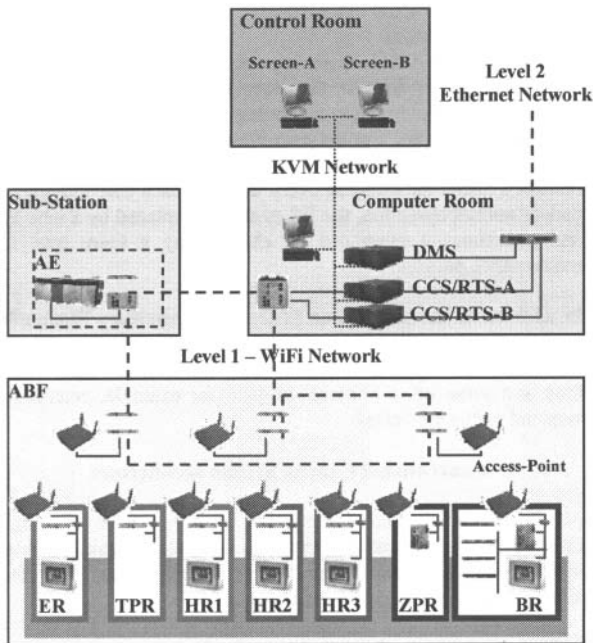 Control Room
Screen-A Screen-B
Level 2
Ethernet Network
KVM Network
Sub-Station
Computer Room
AE
DMS
CCS/RTS-A
CCS/RTS-B
Level 1 – WiFi Network
ABF
Access-Point
ER TPR HR1 HR2 HR3 ZPR BR